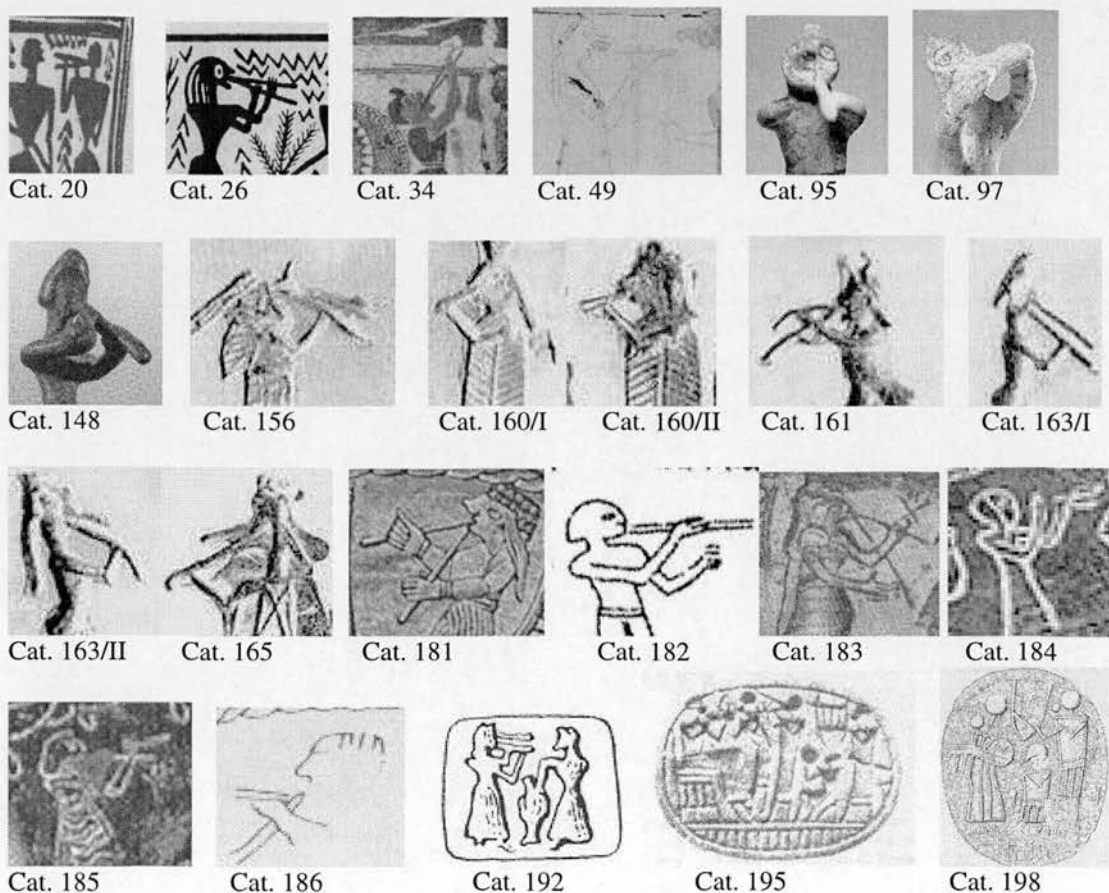 Cat. 20 Cat. 26 Cat. 34 Cat. 49 Cat. 95 Cat. 97
Cat. 148 Cat. 156 Cat. 160/I Cat. 160/II Cat. 161 Cat. 163/I
Cat. 163/II Cat. 165 Cat. 181 Cat. 182 Cat. 183 Cat. 184
Cat. 185 Cat. 186 Cat. 192 Cat. 195 Cat. 198